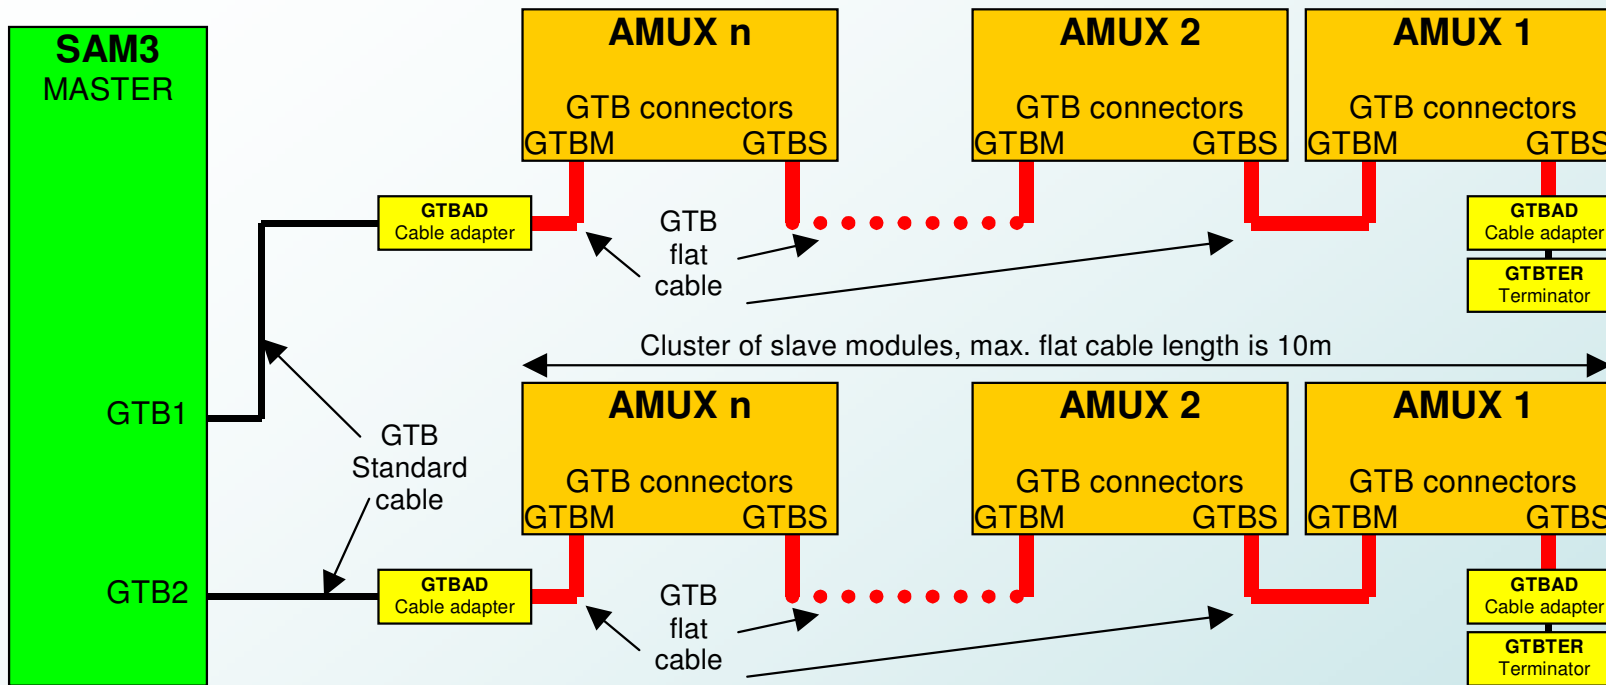 SAM3
MASTER
GTB1
GTB2
AMUX n
GTB connectors
GTBM GTBS
AMUX 2
GTB connectors
GTBM GTBS
AMUX 1
GTB connectors
GTBM GTBS
GTBAD
Cable adapter
GTB
flat
cable
GTBAD
Cable adapter
GTBTER
Terminator
Cluster of slave modules, max. flat cable length is 10m
GTB
Standard
cable
AMUX n
GTB connectors
GTBM GTBS
AMUX 2
GTB connectors
GTBM GTBS
AMUX 1
GTB connectors
GTBM GTBS
GTBAD
Cable adapter
GTB
flat
cable
GTBAD
Cable adapter
GTBTER
Terminator